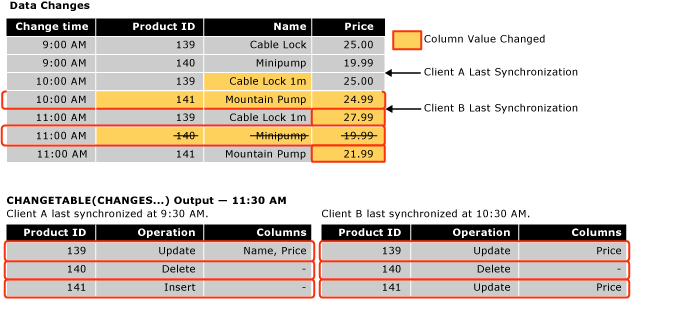 Data Changes
Change time Product ID Name Price
9:00 AM 139 Cable Lock 25.00
Column Value Changed
9:00 AM 140 Minipump 19.99
Client A Last Synchronization
10:00 AM 139 Cable Lock 1m 25.00
10:00 AM 141 Mountain Pump 24.99
Client B Last Synchronization
11:00 AM 139 Cable Lock 1m 27.99
11:00 AM 140 Minipump 19.99
11:00 AM 141 Mountain Pump 21.99
CHANGETABLE(CHANGES...) Output — 11:30 AM
Client A last synchronized at 9:30 AM.
Product ID Operation Columns
139 Update Name, Price
140 Delete -
141 Insert -
Client B last synchronized at 10:30 AM.
Product ID Operation Columns
139 Update Price
140 Delete -
141 Update Price